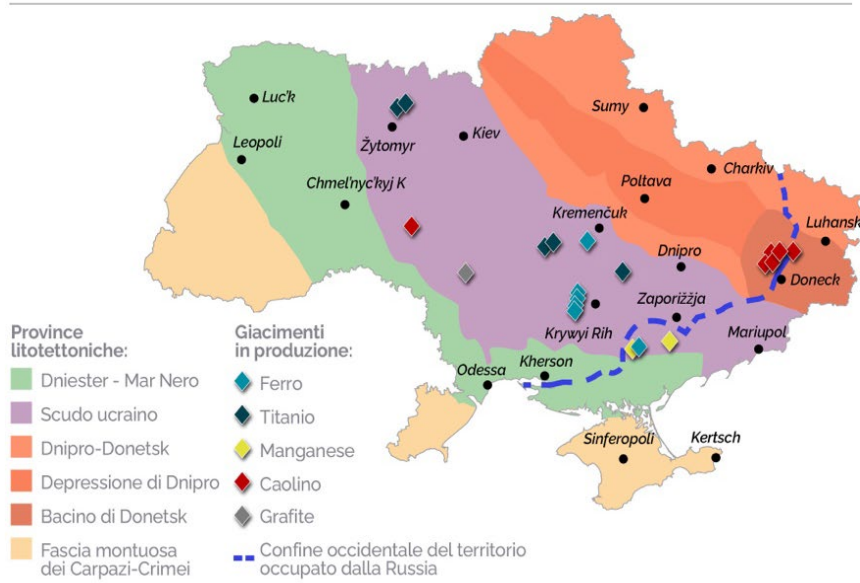 Luc'k
Sumy
Leopoli
Žytomyr
Kiev
Charkiv
Chmel'nyc'kyj K
Poltava
Kremenčuk
Luhansk
Dnipro
Doneck
Zaporižžja
Krywyi Rih
Mariupol
Odessa
Kherson
Sinferopoli
Kertsch
Province
litotettoniche:
Dniester - Mar Nero
Scudo ucraino
Dnipro-Donetsk
Depressione di Dnipro
Bacino di Donetsk
Fascia montuosa
dei Carpazi-Crimei
Giacimenti
in produzione:
Ferro
Titanio
Manganese
Caolino
Grafite
Confine occidentale del territorio
occupato dalla Russia